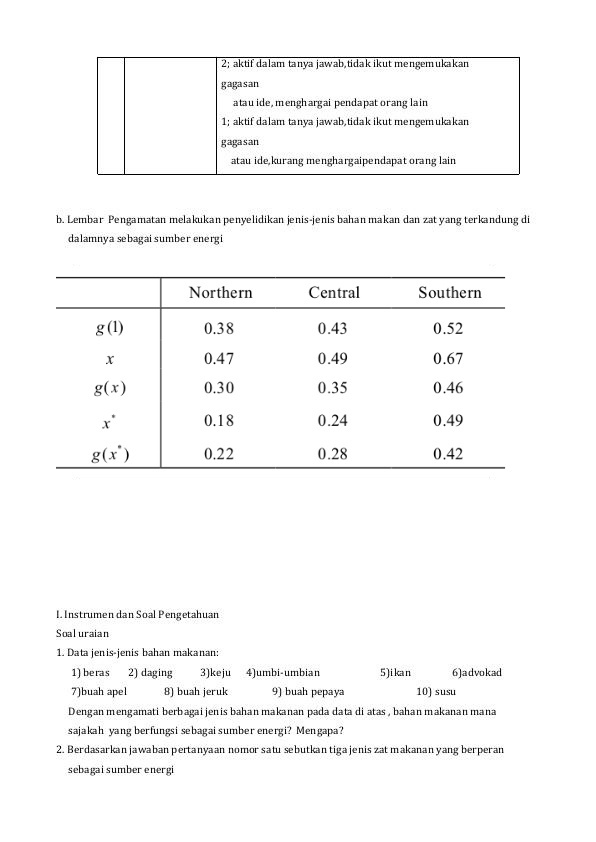 2; aktif dalam tanya jawab,tidak ikut mengemukakan
gagasan
atau ide, menghargai pendapat orang lain
1; aktif dalam tanya jawab,tidak ikut mengemukakan
gagasan
atau ide,kurang menghargaipendapat orang lain
b. Lembar Pengamatan melakukan penyelidikan jenis-jenis bahan makan dan zat yang terkandung di
dalamnya sebagai sumber energi
Northern Central Southern
g(1) 0.38 0.43 0.52
x 0.47 0.49 0.67
g(x) 0.30 0.35 0.46
x* 0.18 0.24 0.49
g(x*) 0.22 0.28 0.42
I. Instrumen dan Soal Pengetahuan
Soal uraian
1. Data jenis-jenis bahan makanan:
1) beras 2) daging 3)keju 4)umbi-umbian 5)ikan 6)advokad
7)buah apel 8) buah jeruk 9) buah pepaya 10) susu
Dengan mengamati berbagai jenis bahan makanan pada data di atas , bahan makanan mana
sajakah yang berfungsi sebagai sumber energi? Mengapa?
2. Berdasarkan jawaban pertanyaan nomor satu sebutkan tiga jenis zat makanan yang berperan
sebagai sumber energi